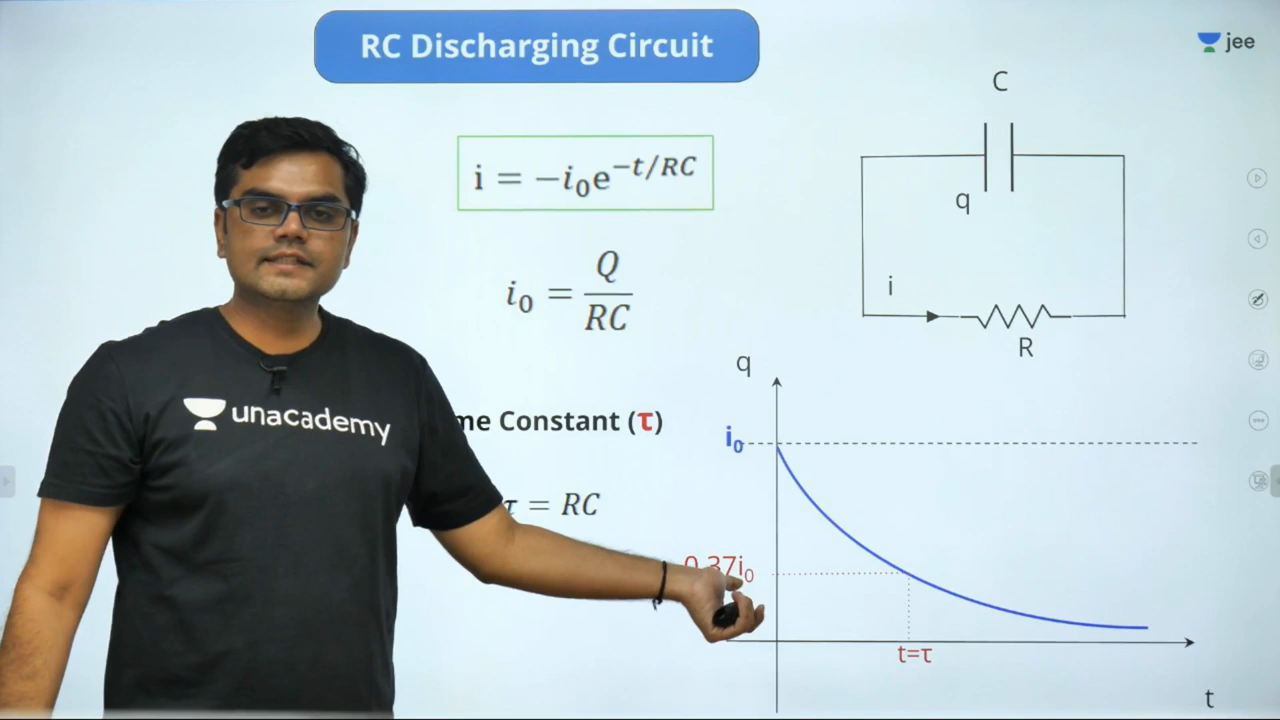 RC Discharging Circuit
jee
C
i = −i₀e^{−t/RC}
q
i₀ = Q/RC
i
R
q
unacademy
me Constant (τ)
i₀
τ = RC
0.37i₀
t=τ
t